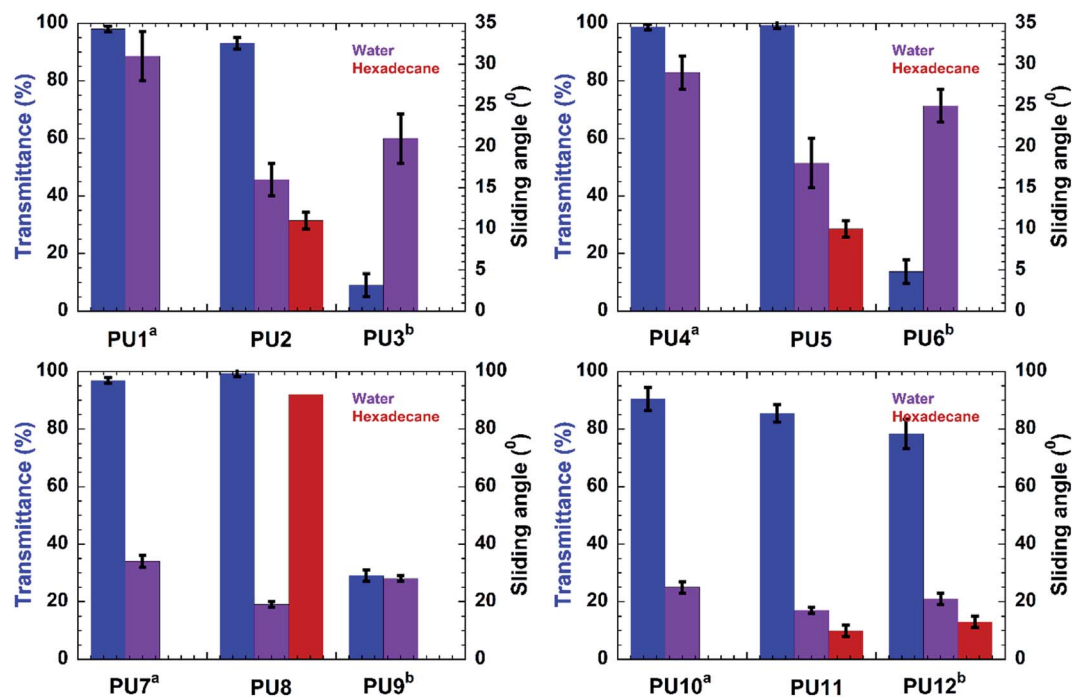 100
80
60
40
20
0
Transmittance (%)
Water
Hexadecane
35
30
25
20
15
10
5
0
Sliding angle (⁰)
PU1ᵃ PU2 PU3ᵇ
100
80
60
40
20
0
Transmittance (%)
Water
Hexadecane
35
30
25
20
15
10
5
0
Sliding angle (⁰)
PU4ᵃ PU5 PU6ᵇ
100
80
60
40
20
0
Transmittance (%)
Water
Hexadecane
100
80
60
40
20
0
Sliding angle (⁰)
PU7ᵃ PU8 PU9ᵇ
100
80
60
40
20
0
Transmittance (%)
Water
Hexadecane
100
80
60
40
20
0
Sliding angle (⁰)
PU10ᵃ PU11 PU12ᵇ